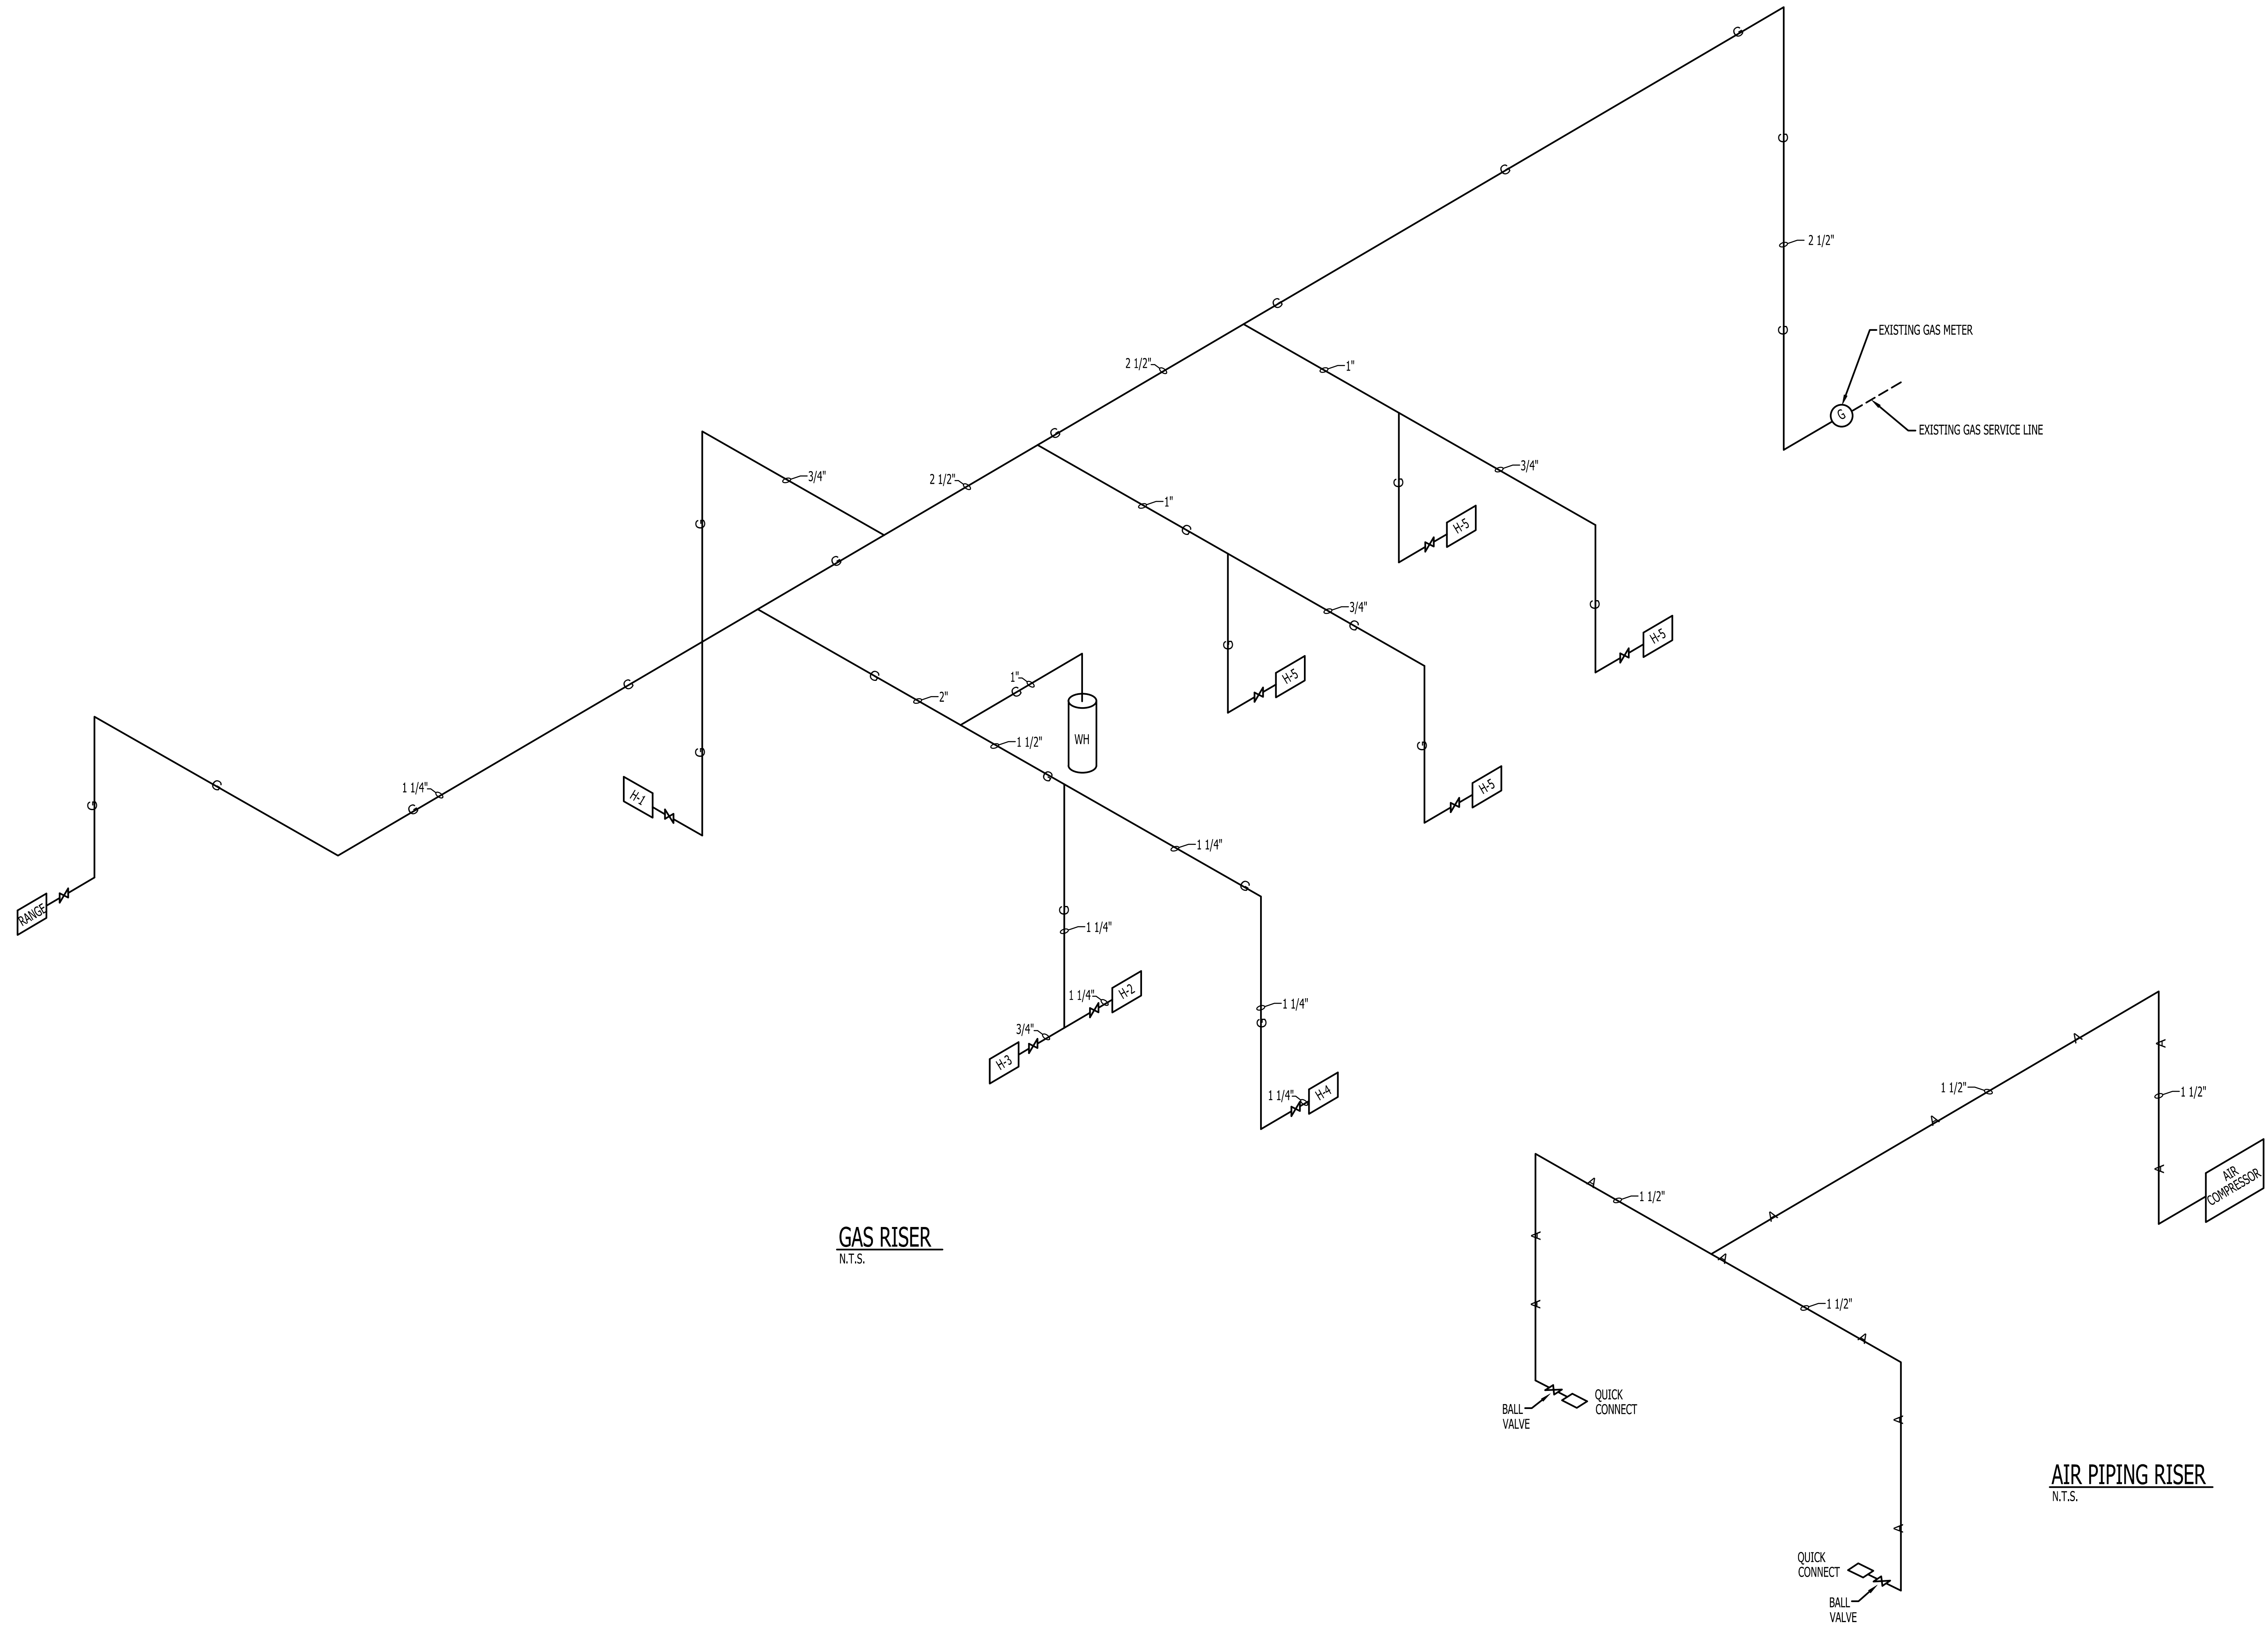 G
G
G
2 1/2"
G
G
EXISTING GAS METER
2 1/2"
1"
G
EXISTING GAS SERVICE LINE
G
3/4"
3/4"
2 1/2"
G
1"
G
H-5
G
G
G
3/4"
G
H-5
G
G
G
1"
G
H-5
2"
WH
1 1/2"
G
G
G
G
1 1/4"
G
G
H-1
H-5
1 1/4"
G
G
RANGE
1 1/4"
H-2
1 1/4"
3/4"
H-3
1 1/4"
G
1 1/4"
H-4
GAS RISER
N.T.S.
A
A
1 1/2"
1 1/2"
A
A
AIR
COMPRESSOR
A
1 1/2"
A
A
A
1 1/2"
A
A
BALL
VALVE
QUICK
CONNECT
A
A
QUICK
CONNECT
BALL
VALVE
AIR PIPING RISER
N.T.S.